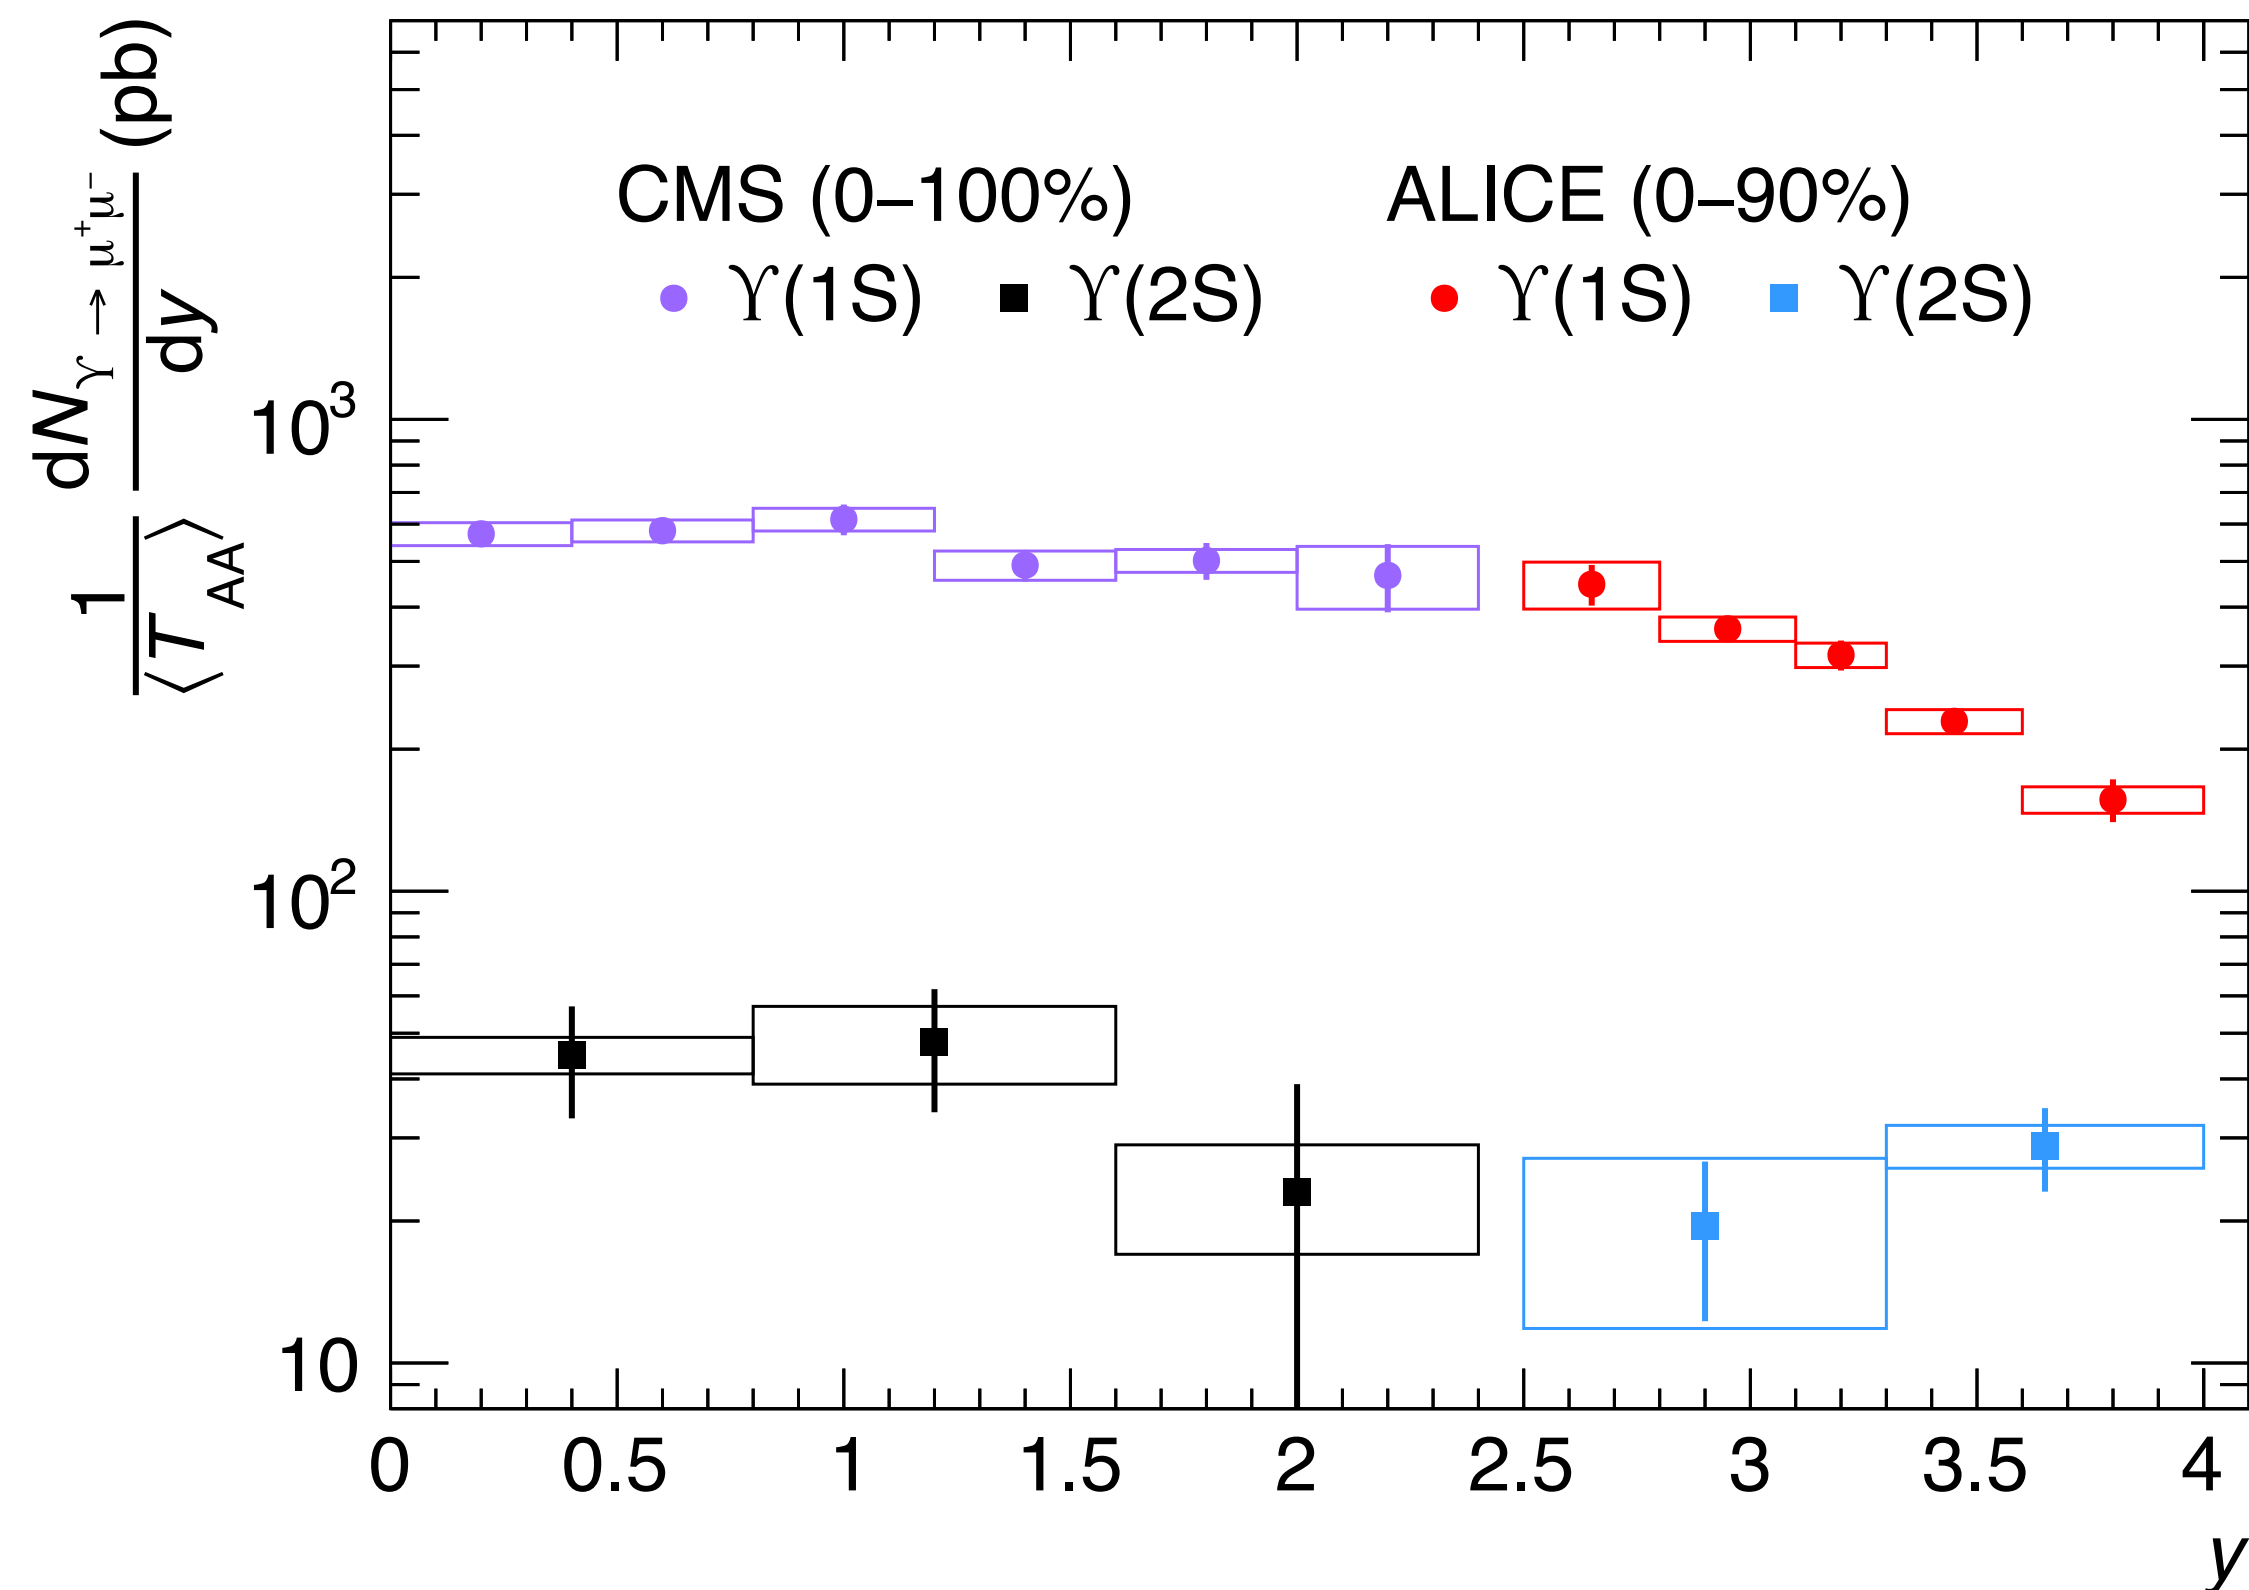 1/⟨T_AA⟩ dN_ϒ → μ⁺μ⁻/dy (pb)
CMS (0–100%) ALICE (0–90%)
ϒ(1S) ϒ(2S) ϒ(1S) ϒ(2S)
10³
10²
10
0 0.5 1 1.5 2 2.5 3 3.5 4
y